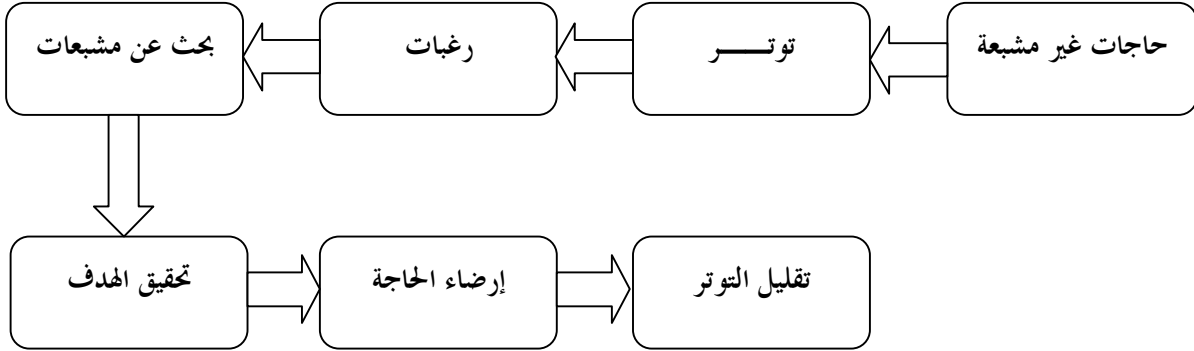 حاجات غير مشبعة
توتـــــر
رغبات
بحث عن مشبعات
تحقيق الهدف
إرضاء الحاجة
تقليل التوتر